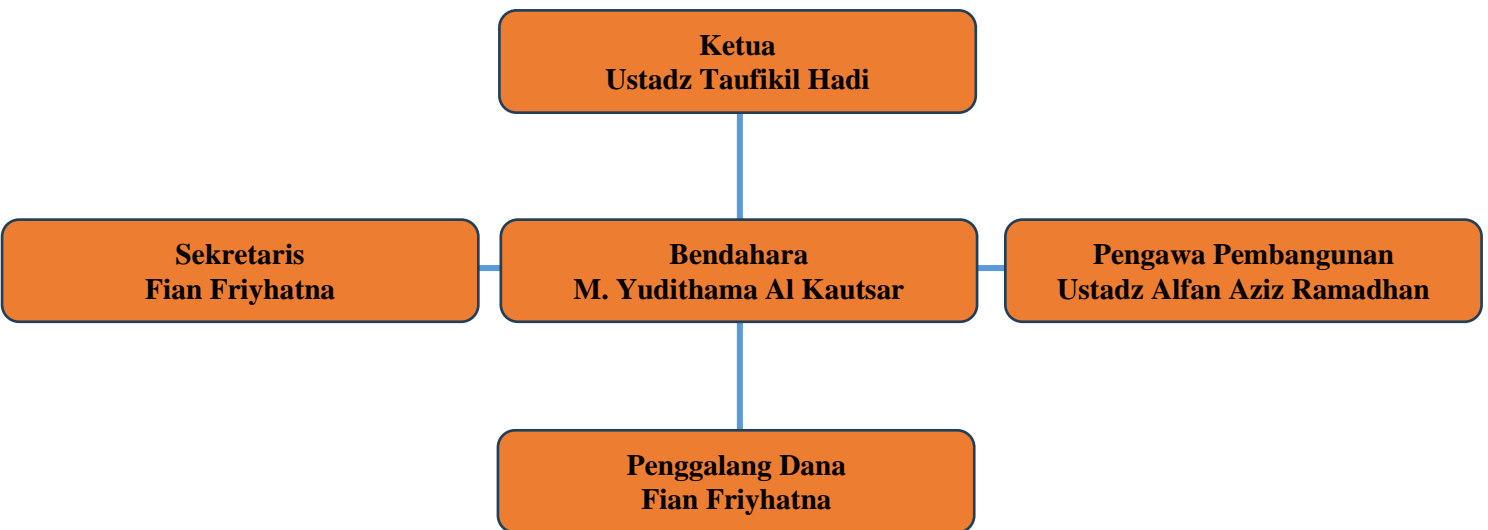 Ketua
Ustadz Taufikil Hadi
Sekretaris
Fian Friyhatna
Bendahara
M. Yudithama Al Kautsar
Pengawa Pembangunan
Ustadz Alfan Aziz Ramadhan
Penggalang Dana
Fian Friyhatna